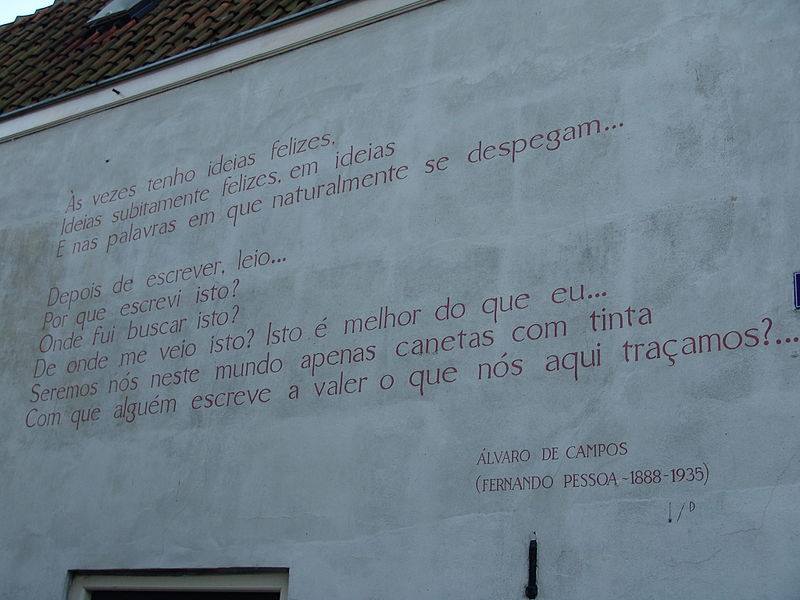 Às vezes tenho ideias felizes,
Ideias subitamente felizes, em ideias
E nas palavras em que naturalmente se despegam...
Depois de escrever, leio...
Por que escrevi isto?
Onde fui buscar isto?
De onde me veio isto? Isto é melhor do que eu...
Seremos nós neste mundo apenas canetas com tinta
Com que alguém escreve a valer o que nós aqui traçamos?...
ÁLVARO DE CAMPOS
(FERNANDO PESSOA ~ 1888-1935)